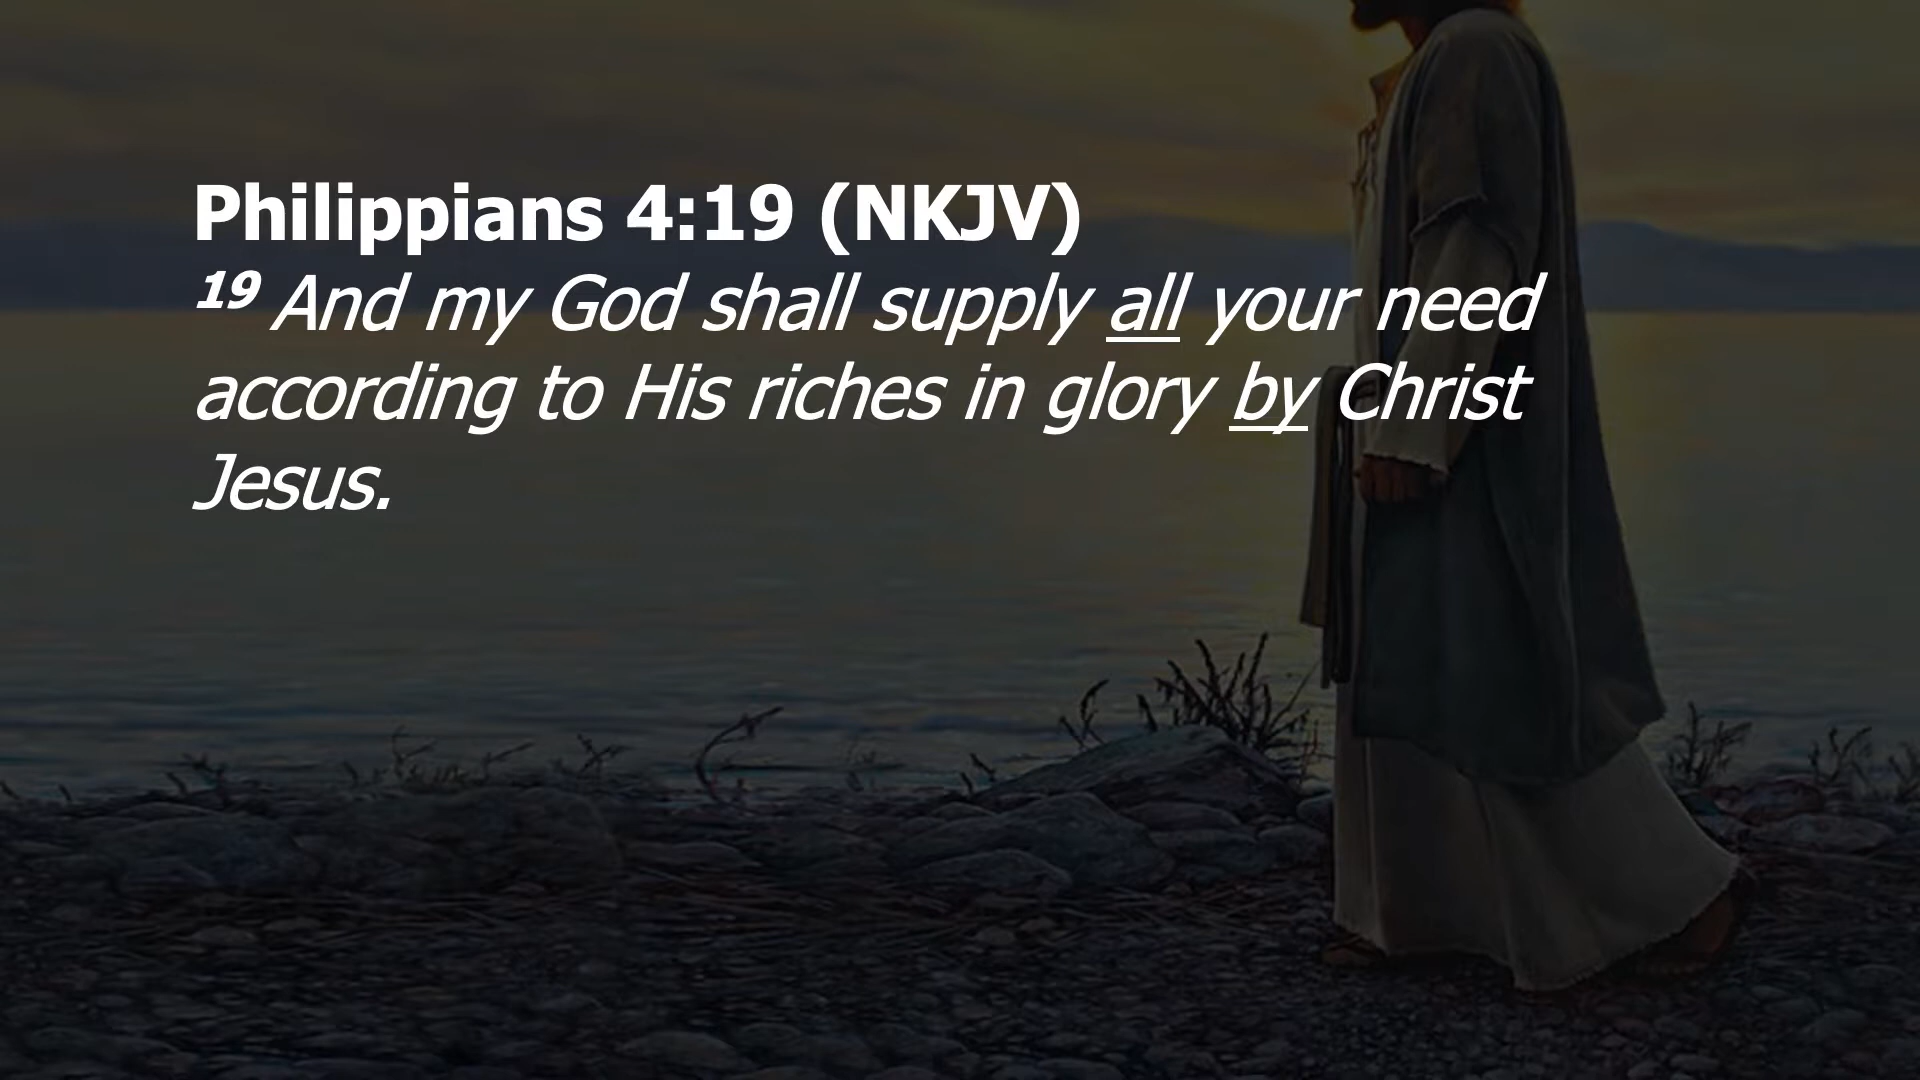 Philippians 4:19 (NKJV)
19 And my God shall supply all your need
according to His riches in glory by Christ
Jesus.